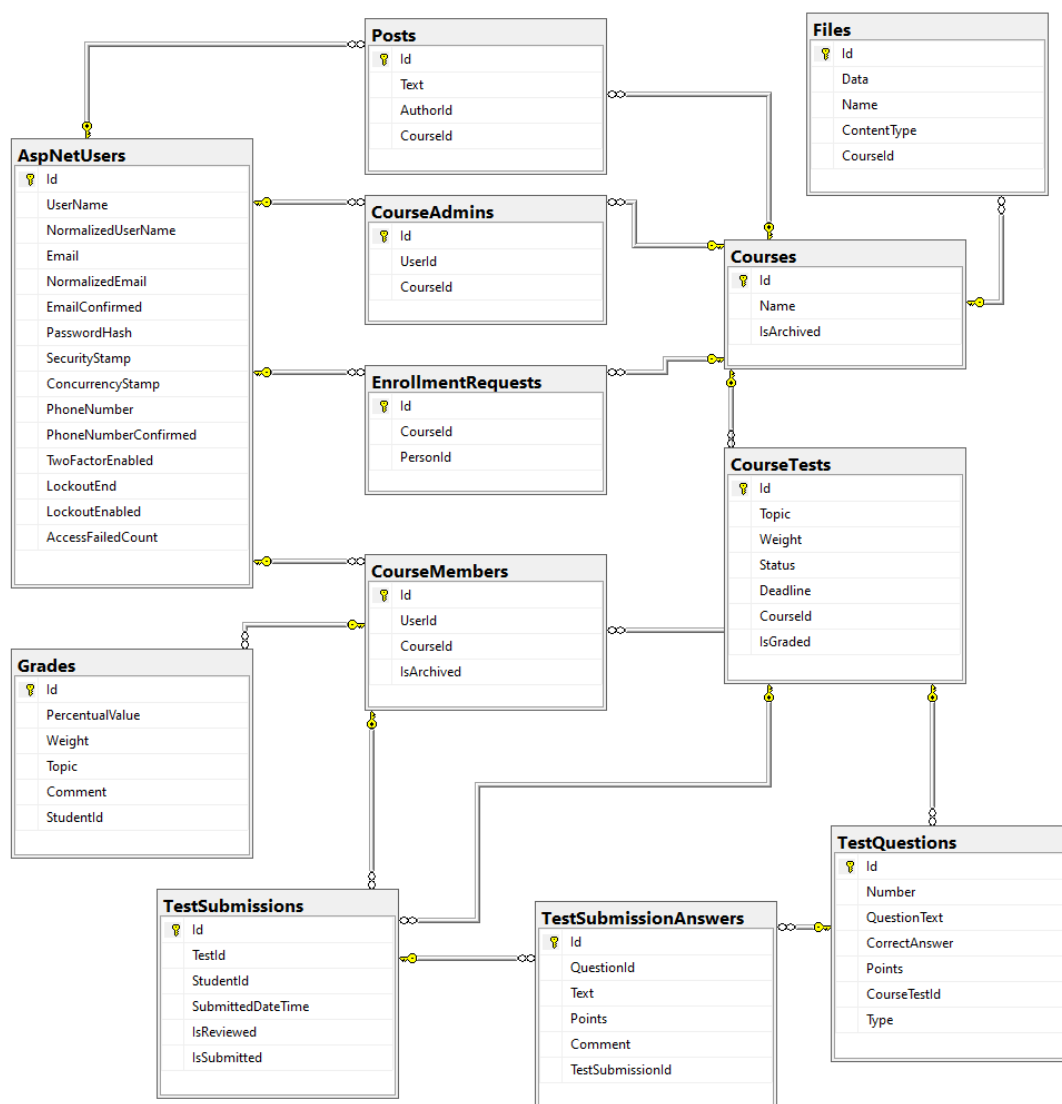 Posts
Id
Text
AuthorId
CourseId
Files
Id
Data
Name
ContentType
CourseId
AspNetUsers
Id
UserName
NormalizedUserName
Email
NormalizedEmail
EmailConfirmed
PasswordHash
SecurityStamp
ConcurrencyStamp
PhoneNumber
PhoneNumberConfirmed
TwoFactorEnabled
LockoutEnd
LockoutEnabled
AccessFailedCount
CourseAdmins
Id
UserId
CourseId
Courses
Id
Name
IsArchived
EnrollmentRequests
Id
CourseId
PersonId
CourseTests
Id
Topic
Weight
Status
Deadline
CourseId
IsGraded
CourseMembers
Id
UserId
CourseId
IsArchived
Grades
Id
PercentualValue
Weight
Topic
Comment
StudentId
TestQuestions
Id
Number
QuestionText
CorrectAnswer
Points
CourseTestId
Type
TestSubmissions
Id
TestId
StudentId
SubmittedDateTime
IsReviewed
IsSubmitted
TestSubmissionAnswers
Id
QuestionId
Text
Points
Comment
TestSubmissionId